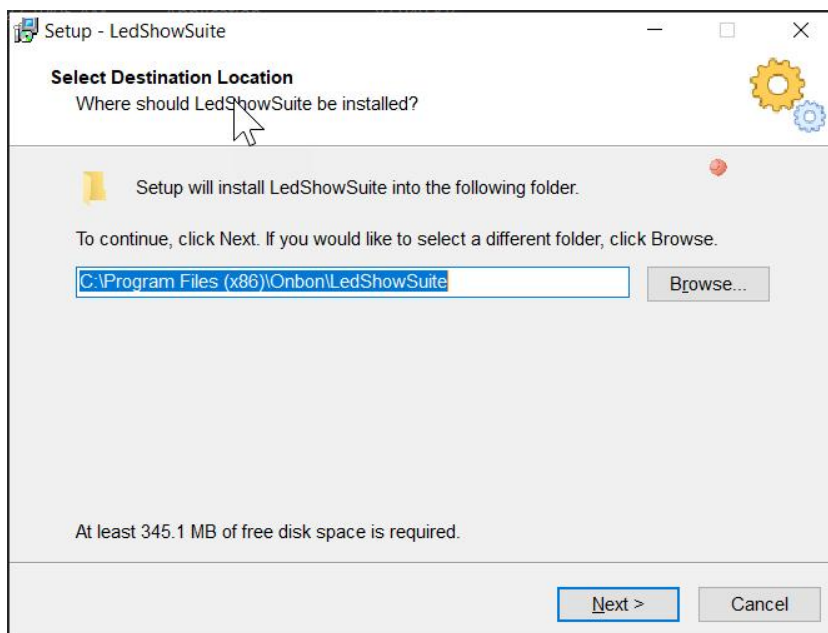 Setup - LedShowSuite
Select Destination Location
Where should LedShowSuite be installed?
Setup will install LedShowSuite into the following folder.
To continue, click Next. If you would like to select a different folder, click Browse.
C:\Program Files (x86)\Onbon\LedShowSuite
Browse...
At least 345.1 MB of free disk space is required.
Next >
Cancel